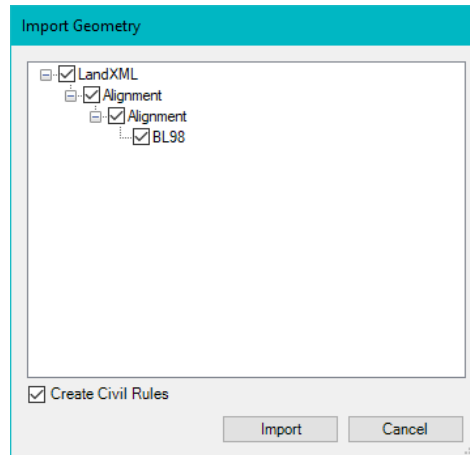 Import Geometry
LandXML
Alignment
Alignment
BL98
Create Civil Rules
Import Cancel